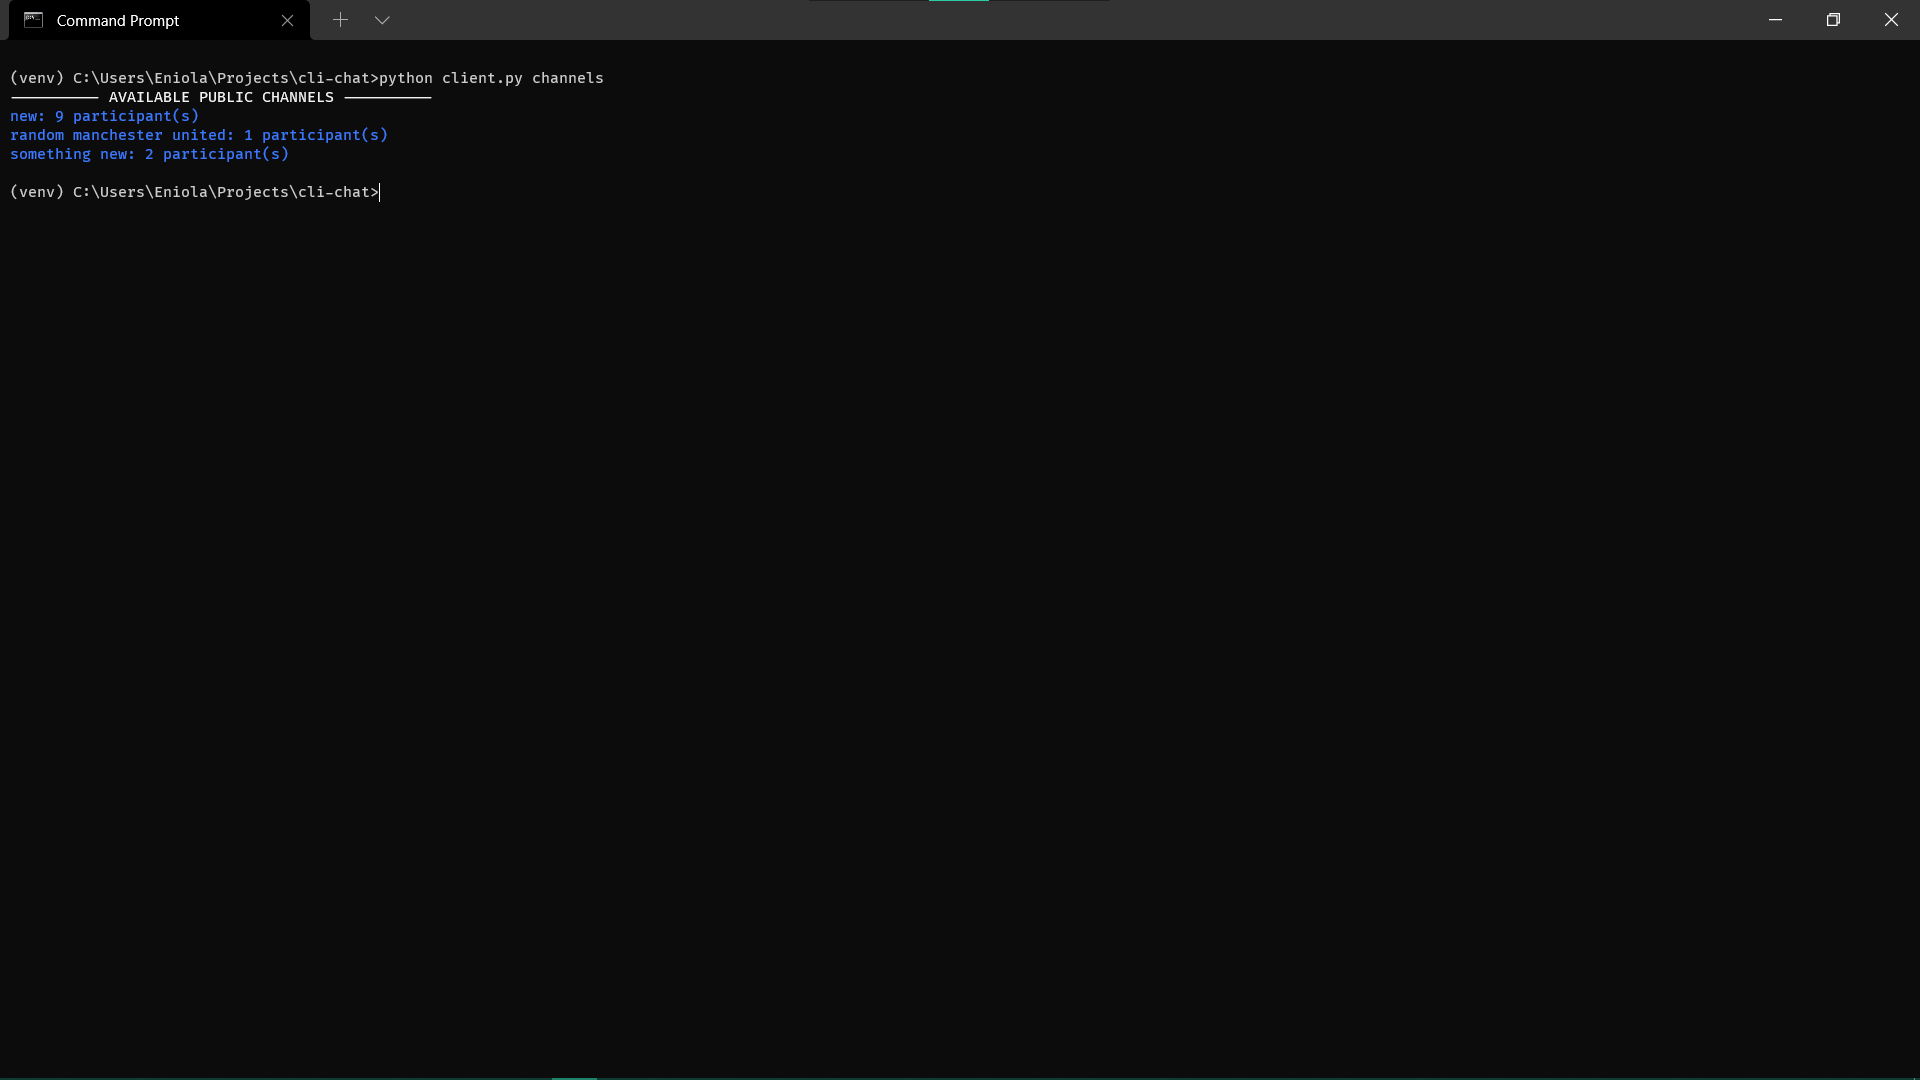 Command Prompt
(venv) C:\Users\Eniola\Projects\cli-chat>python client.py channels
────────── AVAILABLE PUBLIC CHANNELS ──────────
new: 9 participant(s)
random manchester united: 1 participant(s)
something new: 2 participant(s)
(venv) C:\Users\Eniola\Projects\cli-chat>